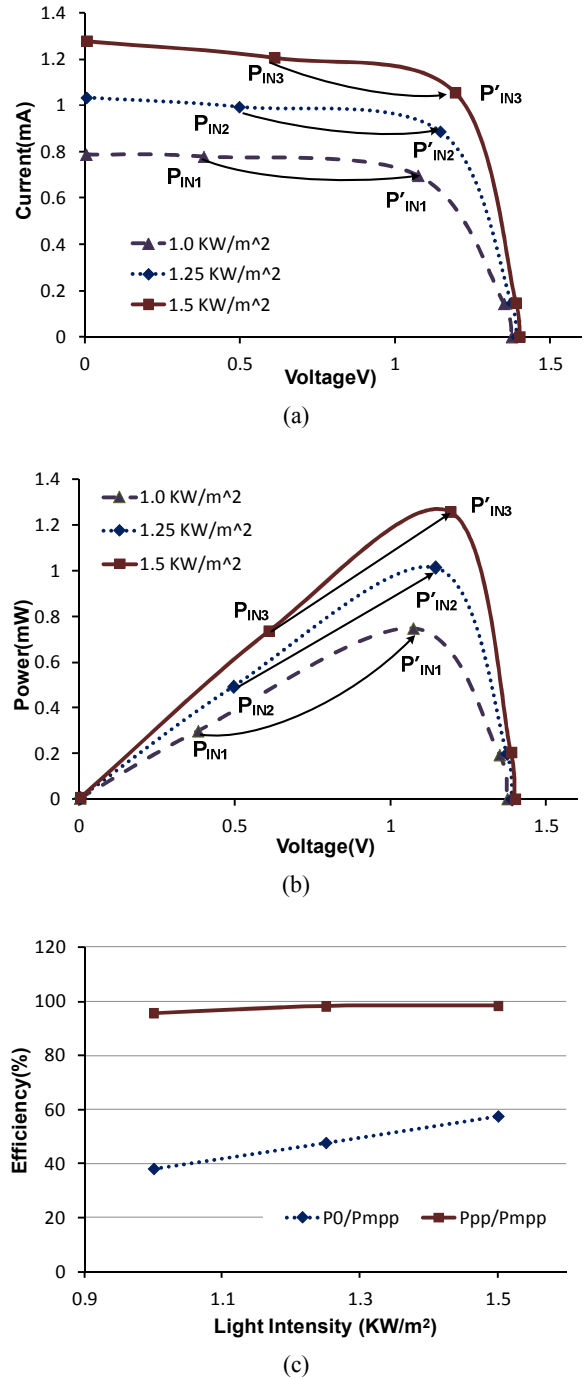 1.4
1.2
1
0.8
0.6
0.4
0.2
0
Current(mA)
P_IN3
P'_IN3
P_IN2
P'_IN2
P_IN1
P'_IN1
1.0 KW/m^2
1.25 KW/m^2
1.5 KW/m^2
0 0.5 1 1.5
VoltageV)
(a)
1.4
1.2
1
0.8
0.6
0.4
0.2
0
Power(mW)
1.0 KW/m^2
1.25 KW/m^2
1.5 KW/m^2
P'_IN3
P_IN3
P'_IN2
P_IN2
P'_IN1
P_IN1
0 0.5 1 1.5
Voltage(V)
(b)
120
100
80
60
40
20
0
Efficiency(%)
P0/Pmpp Ppp/Pmpp
0.9 1.1 1.3 1.5
Light Intensity (KW/m²)
(c)